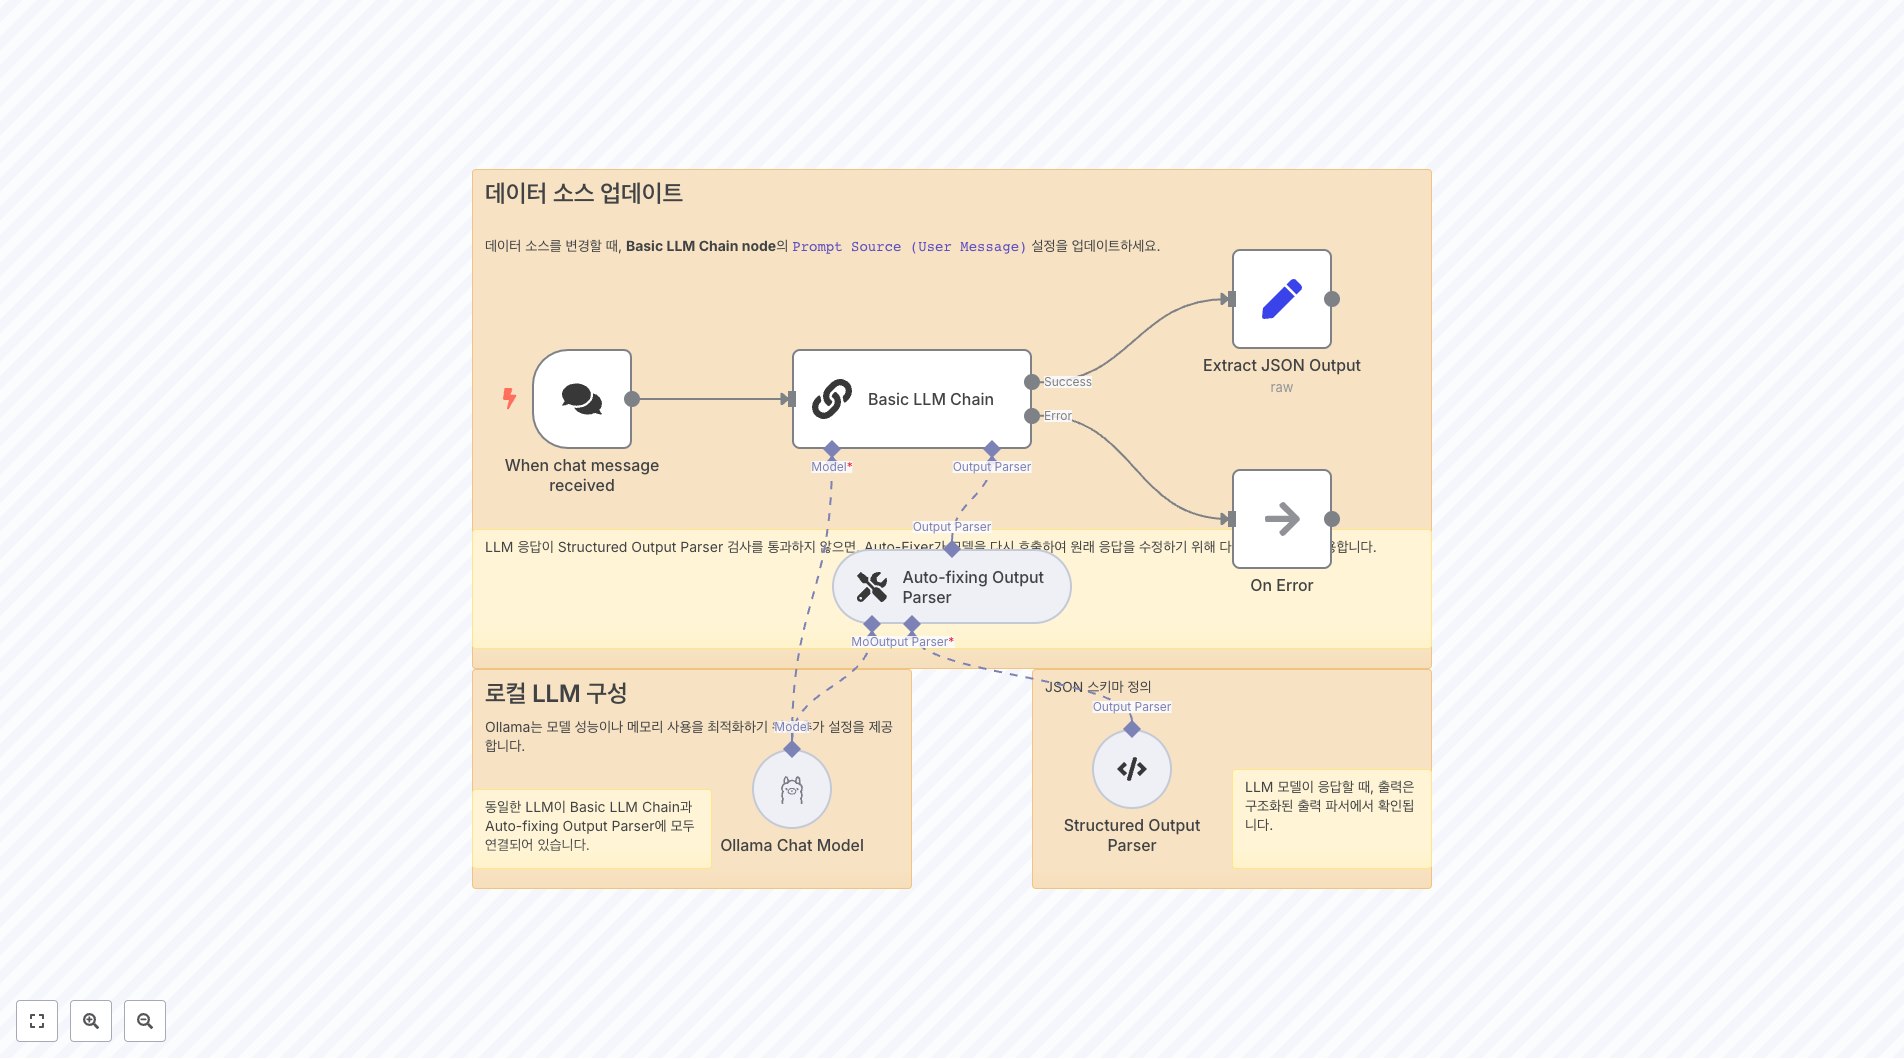 데이터 소스 업데이트
데이터 소스를 변경할 때, Basic LLM Chain node의 Prompt Source (User Message) 설정을 업데이트하세요.
Extract JSON Output
raw
When chat message
received
Basic LLM Chain
Success
Error
Model*
Output Parser
Output Parser
LLM 응답이 Structured Output Parser 검사를 통과하지 않으면, Auto-Fixer가 모델을 다시 호출하여 원래 응답을 수정하기 위해 다
On Error
Auto-fixing Output
Parser
Mo
Output Parser*
로컬 LLM 구성
Ollama는 모델 성능이나 메모리 사용을 최적화하기
가 설정을 제공
합니다.
Model
동일한 LLM이 Basic LLM Chain과
Auto-fixing Output Parser에 모두
연결되어 있습니다.
Ollama Chat Model
JSON 스키마 정의
Output Parser
Structured Output
Parser
LLM 모델이 응답할 때, 출력은
구조화된 출력 파서에서 확인됩
니다.